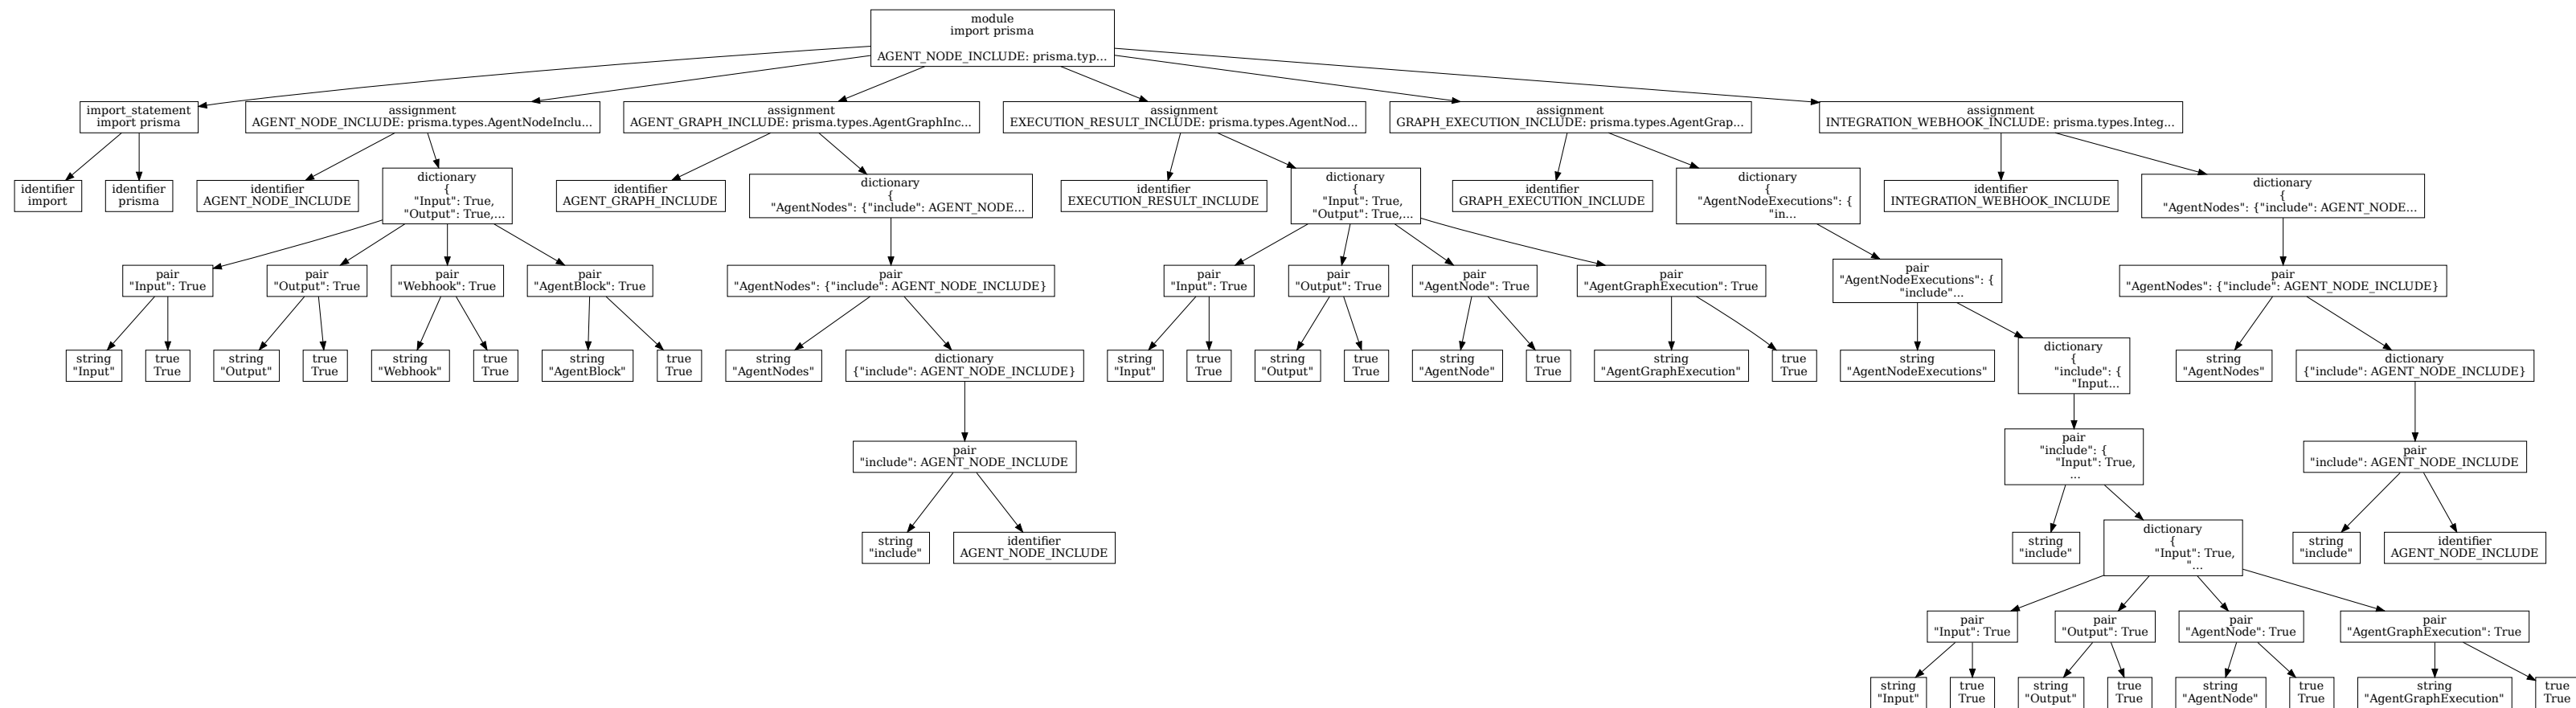 module
import prisma
AGENT_NODE_INCLUDE: prisma.typ...
import_statement
import prisma
assignment
AGENT_NODE_INCLUDE: prisma.types.AgentNodeInclu...
assignment
AGENT_GRAPH_INCLUDE: prisma.types.AgentGraphInc...
assignment
EXECUTION_RESULT_INCLUDE: prisma.types.AgentNod...
assignment
GRAPH_EXECUTION_INCLUDE: prisma.types.AgentGrap...
assignment
INTEGRATION_WEBHOOK_INCLUDE: prisma.types.Integ...
identifier
import
identifier
prisma
identifier
AGENT_NODE_INCLUDE
dictionary
{
"Input": True,
"Output": True,...
identifier
AGENT_GRAPH_INCLUDE
dictionary
{
"AgentNodes": {"include": AGENT_NODE...
identifier
EXECUTION_RESULT_INCLUDE
dictionary
{
"Input": True,
"Output": True,...
identifier
GRAPH_EXECUTION_INCLUDE
dictionary
{
"AgentNodeExecutions": {
"in...
identifier
INTEGRATION_WEBHOOK_INCLUDE
dictionary
{
"AgentNodes": {"include": AGENT_NODE...
pair
"Input": True
pair
"Output": True
pair
"Webhook": True
pair
"AgentBlock": True
pair
"AgentNodes": {"include": AGENT_NODE_INCLUDE}
pair
"Input": True
pair
"Output": True
pair
"AgentNode": True
pair
"AgentGraphExecution": True
pair
"AgentNodeExecutions": {
"include"...
pair
"AgentNodes": {"include": AGENT_NODE_INCLUDE}
string
"Input"
true
True
string
"Output"
true
True
string
"Webhook"
true
True
string
"AgentBlock"
true
True
string
"AgentNodes"
dictionary
{"include": AGENT_NODE_INCLUDE}
string
"Input"
true
True
string
"Output"
true
True
string
"AgentNode"
true
True
string
"AgentGraphExecution"
true
True
string
"AgentNodeExecutions"
dictionary
{
"include": {
"Input...
string
"AgentNodes"
dictionary
{"include": AGENT_NODE_INCLUDE}
pair
"include": AGENT_NODE_INCLUDE
pair
"include": {
"Input": True,
...
pair
"include": AGENT_NODE_INCLUDE
string
"include"
identifier
AGENT_NODE_INCLUDE
string
"include"
dictionary
{
"Input": True,
"...
string
"include"
identifier
AGENT_NODE_INCLUDE
pair
"Input": True
pair
"Output": True
pair
"AgentNode": True
pair
"AgentGraphExecution": True
string
"Input"
true
True
string
"Output"
true
True
string
"AgentNode"
true
True
string
"AgentGraphExecution"
true
True